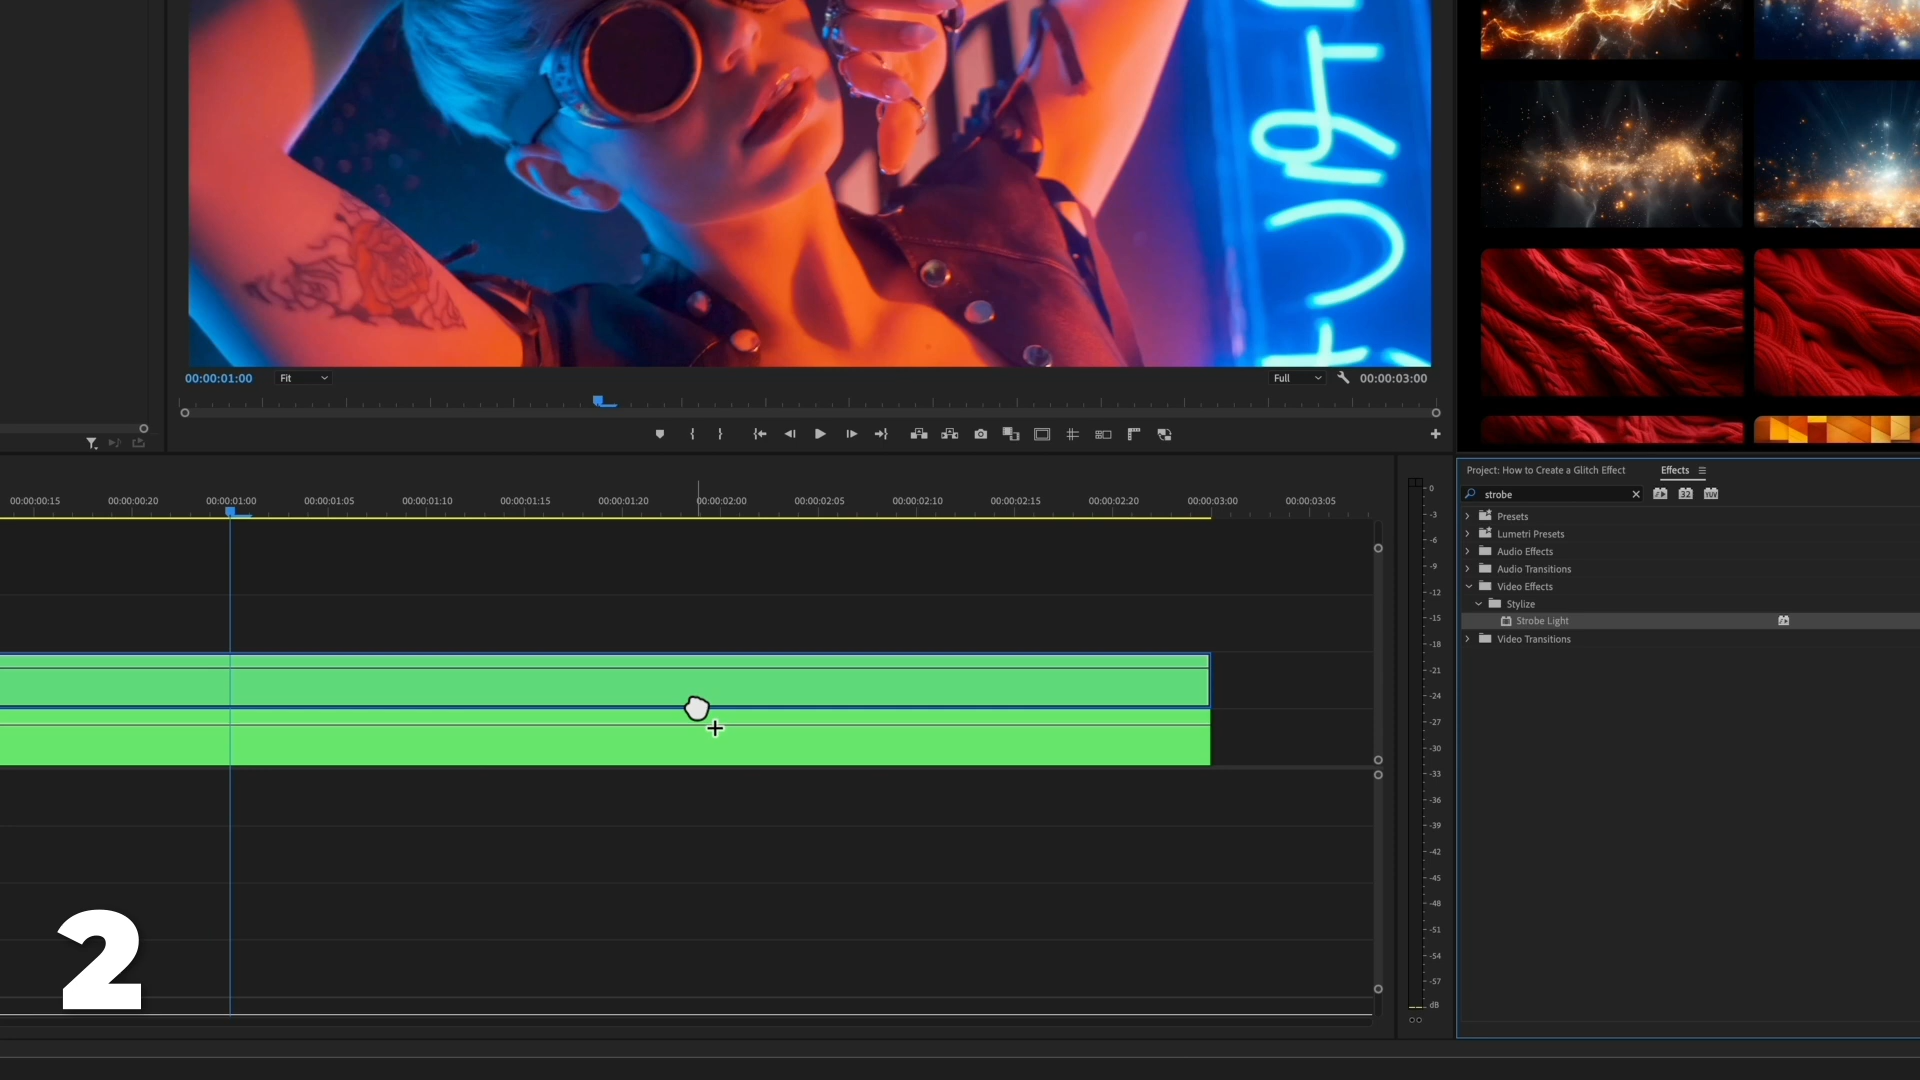 00:00:01:00
Fit
Full
00:00:03:00
00:00:00:15
00:00:00:20
00:00:01:00
00:00:01:05
00:00:01:10
00:00:01:15
00:00:01:20
00:00:02:00
00:00:02:05
00:00:02:10
00:00:02:15
00:00:02:20
00:00:03:00
00:00:03:05
0
-3
-6
-9
-12
-15
-18
-21
-24
-27
-30
-33
-36
-39
-42
-45
-48
-51
-54
-57
dB
Project: How to Create a Glitch Effect
Effects
strobe
32
YUV
Presets
Lumetri Presets
Audio Effects
Audio Transitions
Video Effects
Stylize
Strobe Light
Video Transitions
2